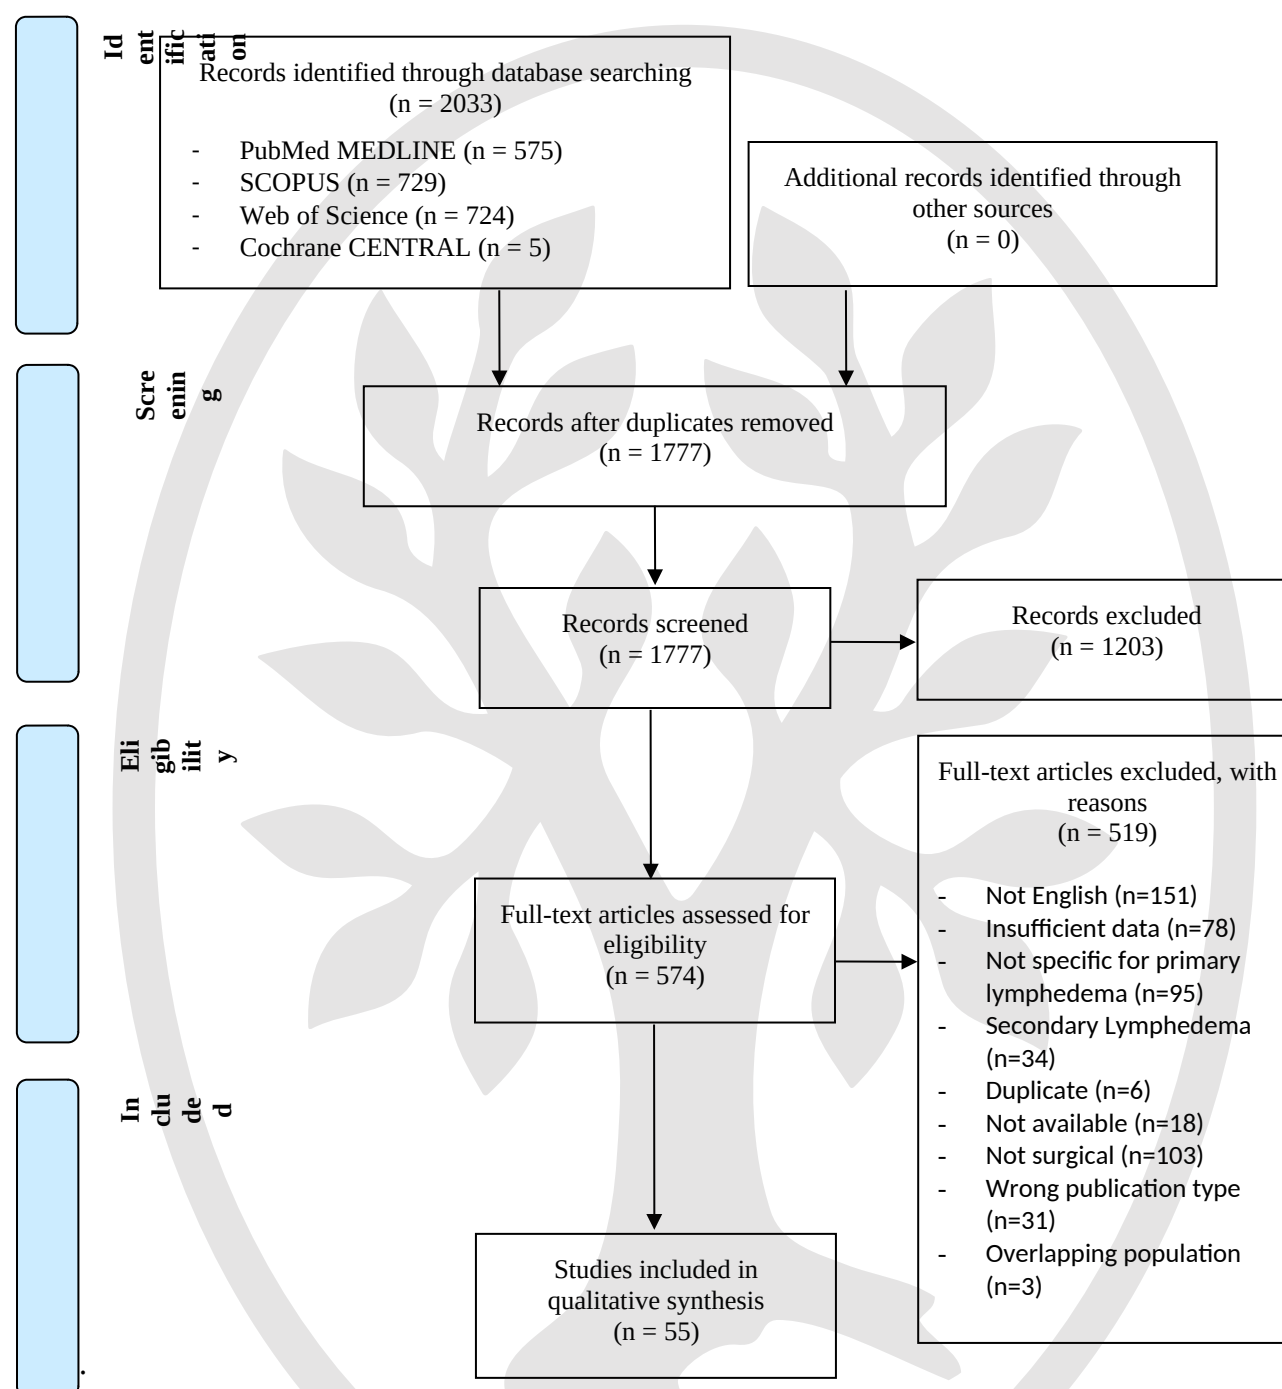 Id
ent
ific
ati
on
Records identified through database searching
(n = 2033)
- PubMed MEDLINE (n = 575)
- SCOPUS (n = 729)
- Web of Science (n = 724)
- Cochrane CENTRAL (n = 5)
Additional records identified through
other sources
(n = 0)
Scre
enin
g
Records after duplicates removed
(n = 1777)
Records screened
(n = 1777)
Records excluded
(n = 1203)
Eli
gib
ilit
y
Full-text articles assessed for
eligibility
(n = 574)
Full-text articles excluded, with
reasons
(n = 519)
- Not English (n=151)
- Insufficient data (n=78)
- Not specific for primary
lymphedema (n=95)
- Secondary Lymphedema
(n=34)
- Duplicate (n=6)
- Not available (n=18)
- Not surgical (n=103)
- Wrong publication type
(n=31)
- Overlapping population
(n=3)
In
clu
de
d
Studies included in
qualitative synthesis
(n = 55)
.